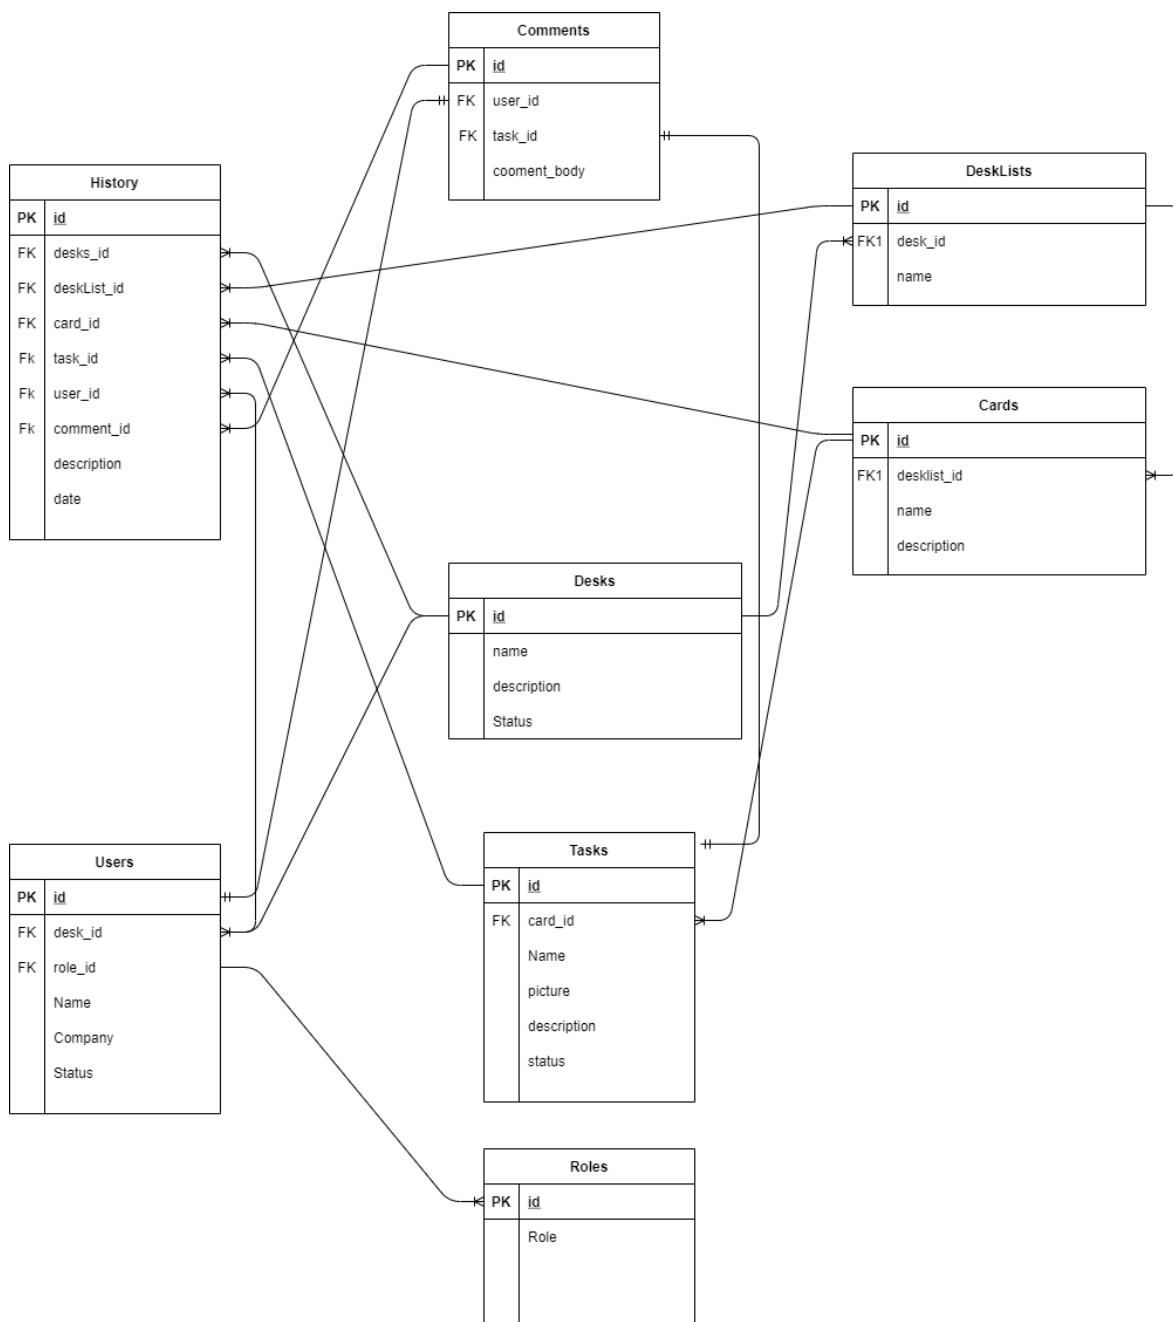 Comments
PK id
FK user_id
FK task_id
cooment_body
History
PK id
FK desks_id
FK deskList_id
FK card_id
Fk task_id
Fk user_id
Fk comment_id
description
date
DeskLists
PK id
FK1 desk_id
name
Cards
PK id
FK1 desklist_id
name
description
Desks
PK id
name
description
Status
Users
PK id
FK desk_id
FK role_id
Name
Company
Status
Tasks
PK id
FK card_id
Name
picture
description
status
Roles
PK id
Role